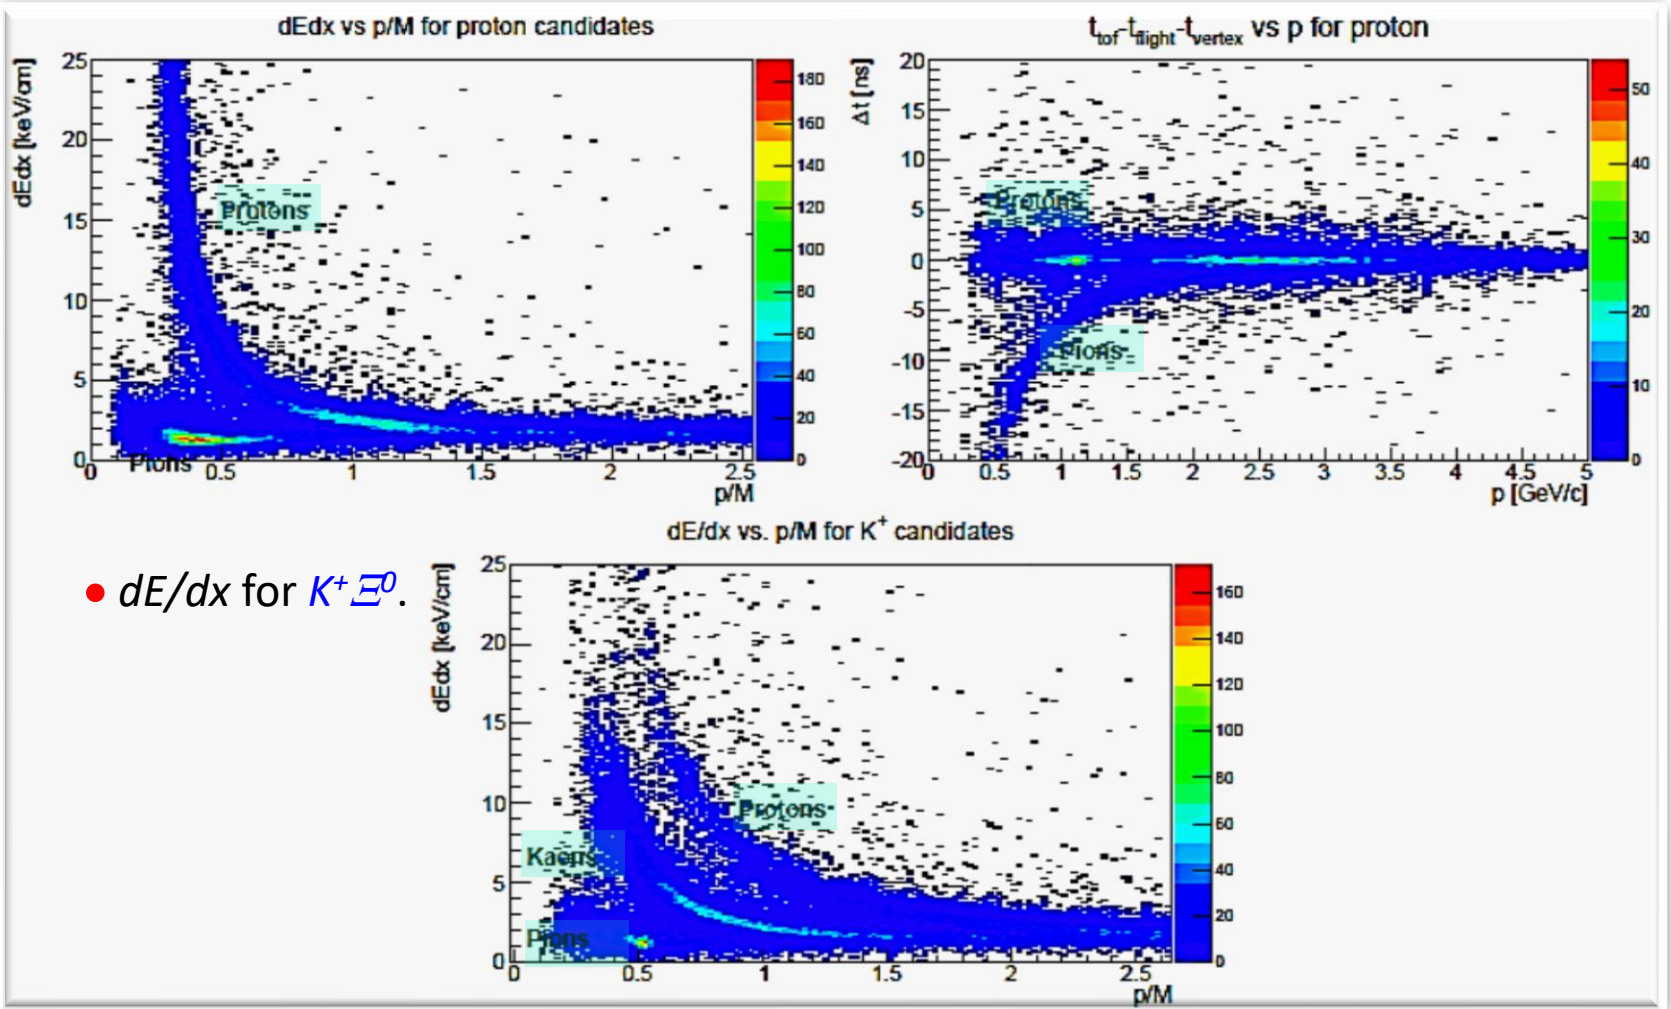 dEdx vs p/M for proton candidates
dEdx [keV/cm]
25
20
15
10
5
0
Protons
Pions
0 0.5 1 1.5 2 2.5
p/M
180
160
140
120
100
80
60
40
20
0
t_tof-t_flight-t_vertex vs p for proton
Δt [ns]
20
15
10
5
0
-5
-10
-15
-20
Protons
Pions
0 0.5 1 1.5 2 2.5 3 3.5 4 4.5 5
p [GeV/c]
50
40
30
20
10
0
• dE/dx for K⁺Ξ⁰.
dE/dx vs. p/M for K⁺ candidates
dEdx [keV/cm]
25
20
15
10
5
0
Protons
Kaons
Pions
0 0.5 1 1.5 2 2.5
p/M
160
140
120
100
80
60
40
20
0